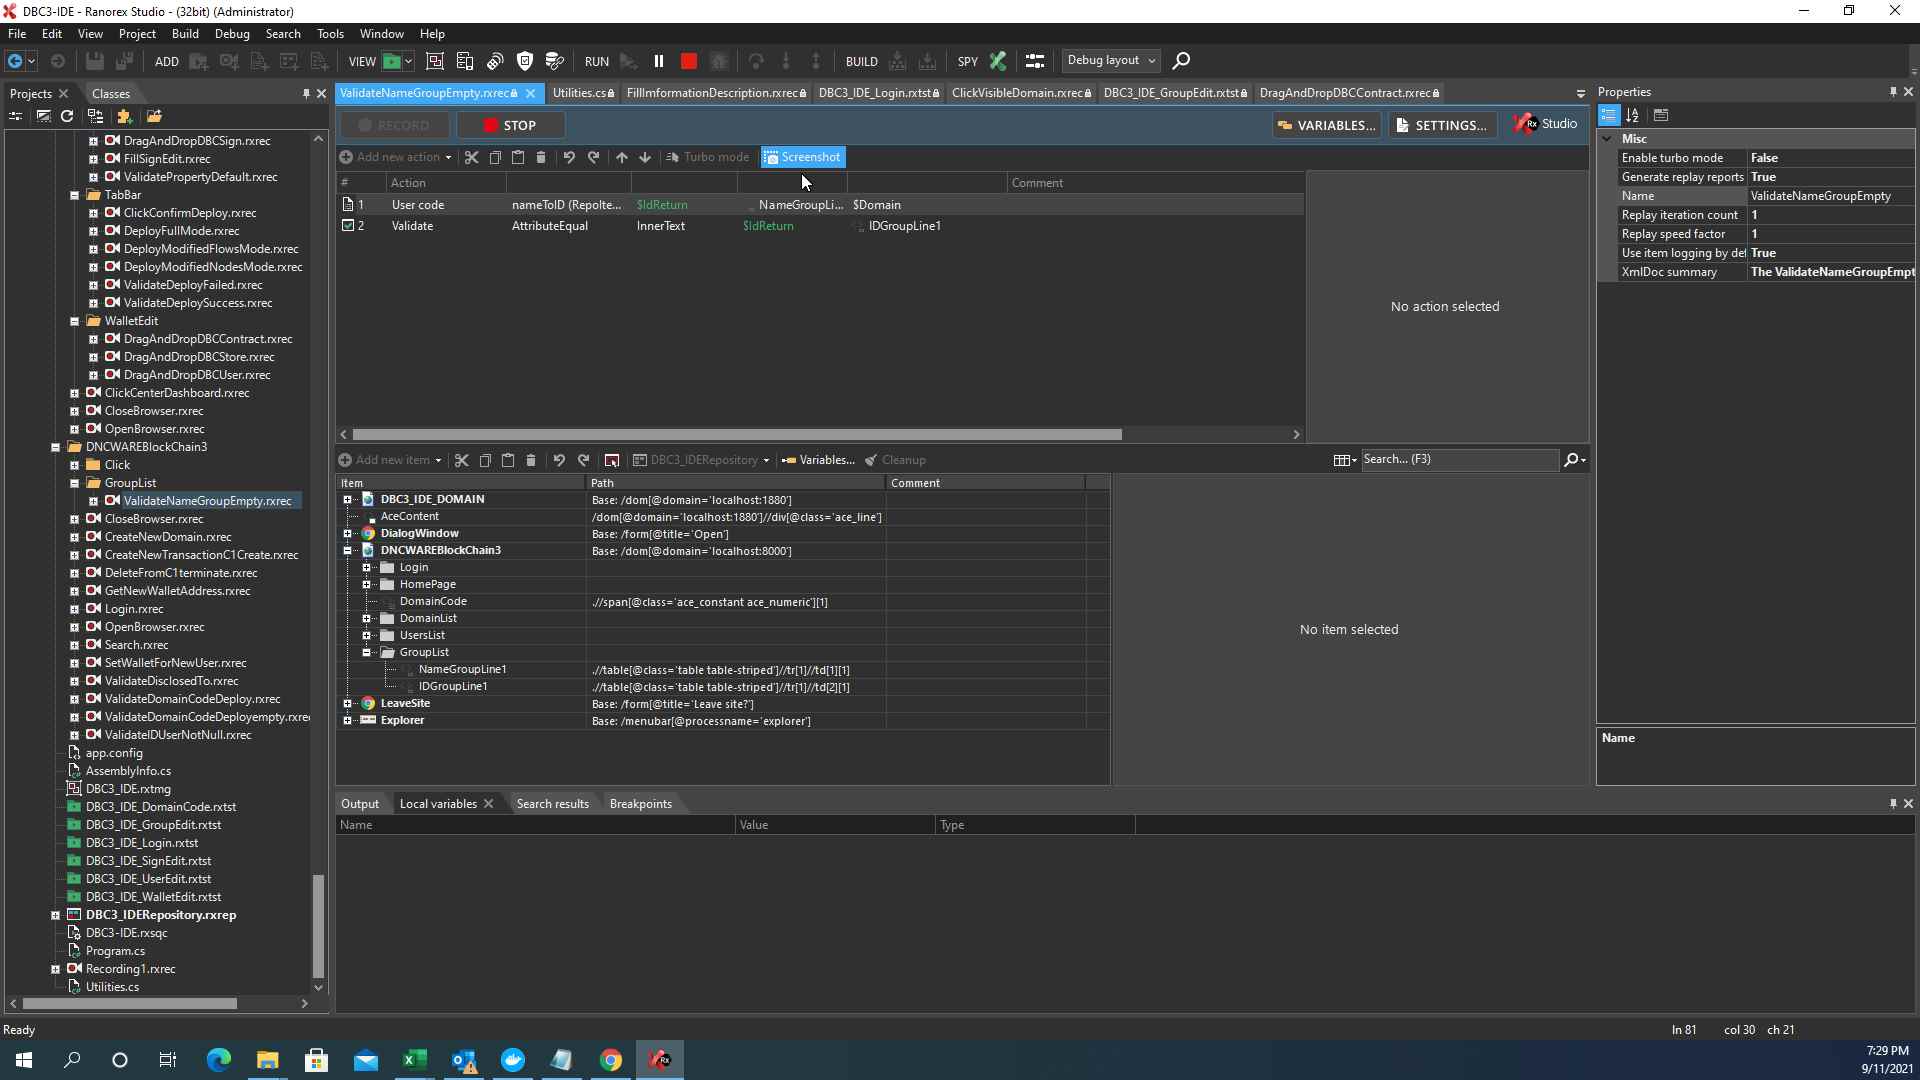 DBC3-IDE - Ranorex Studio - (32bit) (Administrator)
File Edit View Project Build Debug Search Tools Window Help
ADD VIEW RUN BUILD SPY Debug layout
Projects Classes
ValidateNameGroupEmpty.rxrec Utilities.cs FillImformationDescription.rxrec DBC3_IDE_Login.rxtst ClickVisibleDomain.rxrec DBC3_IDE_GroupEdit.rxtst DragAndDropDBCContract.rxrec
Properties
RECORD STOP VARIABLES... SETTINGS... Rx Studio
Add new action Turbo mode Screenshot
# Action Comment
1 User code nameToID (Repolte... $IdReturn NameGroupLi... $Domain
2 Validate AttributeEqual InnerText $IdReturn IDGroupLine1
No action selected
Misc
Enable turbo mode False
Generate replay reports True
Name ValidateNameGroupEmpty
Replay iteration count 1
Replay speed factor 1
Use item logging by def True
XmlDoc summary The ValidateNameGroupEmpt
Name
DragAndDropDBCSign.rxrec
FillSignEdit.rxrec
ValidatePropertyDefault.rxrec
TabBar
ClickConfirmDeploy.rxrec
DeployFullMode.rxrec
DeployModifiedFlowsMode.rxrec
DeployModifiedNodesMode.rxrec
ValidateDeployFailed.rxrec
ValidateDeploySuccess.rxrec
WalletEdit
DragAndDropDBCContract.rxrec
DragAndDropDBCStore.rxrec
DragAndDropDBCUser.rxrec
ClickCenterDashboard.rxrec
CloseBrowser.rxrec
OpenBrowser.rxrec
DNCWAREBlockChain3
Click
GroupList
ValidateNameGroupEmpty.rxrec
CloseBrowser.rxrec
CreateNewDomain.rxrec
CreateNewTransactionC1Create.rxrec
DeleteFromC1terminate.rxrec
GetNewWalletAddress.rxrec
Login.rxrec
OpenBrowser.rxrec
Search.rxrec
SetWalletForNewUser.rxrec
ValidateDisclosedTo.rxrec
ValidateDomainCodeDeploy.rxrec
ValidateDomainCodeDeployempty.rxrec
ValidateIDUserNotNull.rxrec
app.config
AssemblyInfo.cs
DBC3_IDE.rxtmg
DBC3_IDE_DomainCode.rxtst
DBC3_IDE_GroupEdit.rxtst
DBC3_IDE_Login.rxtst
DBC3_IDE_SignEdit.rxtst
DBC3_IDE_UserEdit.rxtst
DBC3_IDE_WalletEdit.rxtst
DBC3_IDERepository.rxrep
DBC3-IDE.rxsqc
Program.cs
Recording1.rxrec
Utilities.cs
Add new item DBC3_IDERepository Variables... Cleanup Search... (F3)
Item Path Comment
DBC3_IDE_DOMAIN Base: /dom[@domain='localhost:1880']
AceContent /dom[@domain='localhost:1880']//div[@class='ace_line']
DialogWindow Base: /form[@title='Open']
DNCWAREBlockChain3 Base: /dom[@domain='localhost:8000']
Login
HomePage
DomainCode .//span[@class='ace_constant ace_numeric'][1]
DomainList
UsersList
GroupList
NameGroupLine1 .//table[@class='table table-striped']//tr[1]//td[1][1]
IDGroupLine1 .//table[@class='table table-striped']//tr[1]//td[2][1]
LeaveSite Base: /form[@title='Leave site?']
Explorer Base: /menubar[@processname='explorer']
No item selected
Output Local variables Search results Breakpoints
Name Value Type
Ready ln 81 col 30 ch 21
7:29 PM
9/11/2021